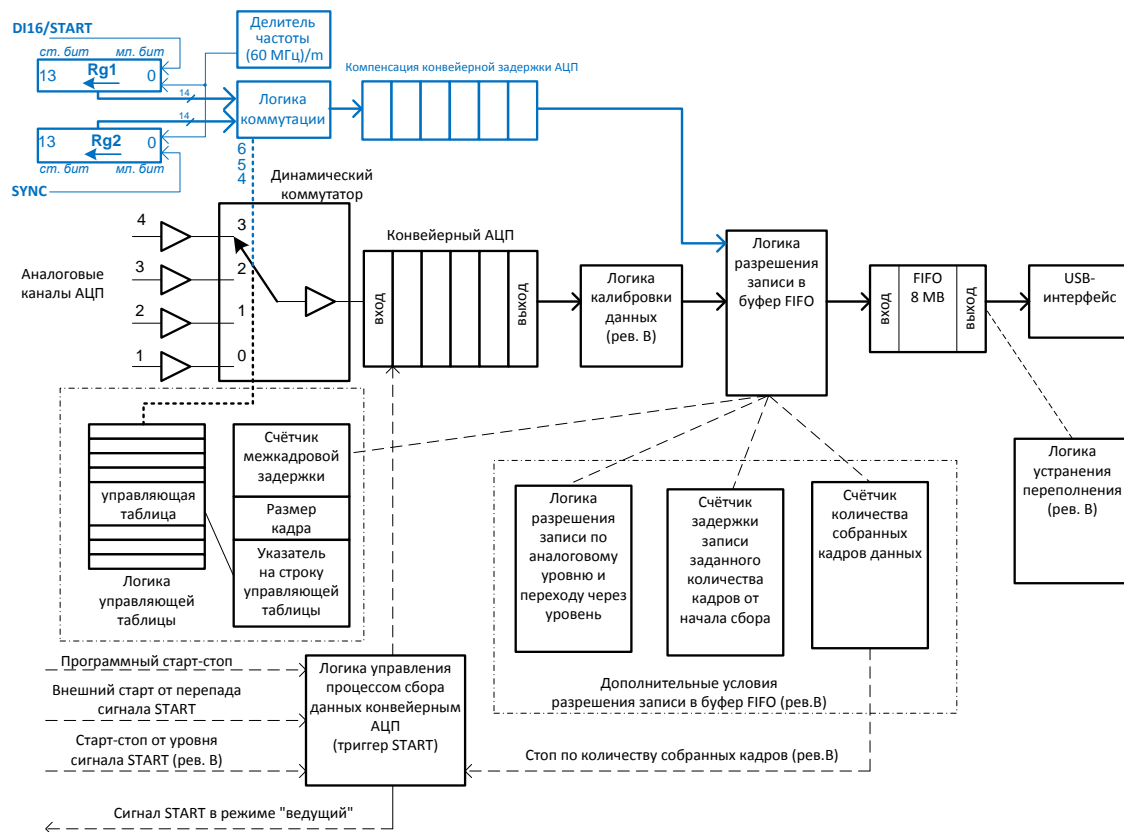 DI16/START
ст. бит мл. бит
13 Rg1 0
14
13 Rg2 0
14
ст. бит мл. бит
SYNC
Делитель
частоты
(60 МГц)/m
Логика
коммутации
6
5
4
Компенсация конвейерной задержки АЦП
Динамический
коммутатор
Аналоговые
каналы АЦП
4
3
2
1
3
2
1
0
Конвейерный АЦП
вход
выход
Логика
калибровки
данных
(рев. В)
Логика
разрешения
записи в
буфер FIFO
вход
FIFO
8 MB
выход
USB-
интерфейс
Логика
устранения
переполнения
(рев. В)
управляющая
таблица
Логика
управляющей
таблицы
Счётчик
межкадровой
задержки
Размер
кадра
Указатель
на строку
управляющей
таблицы
Логика
разрешения
записи по
аналоговому
уровню и
переходу через
уровень
Счётчик
задержки
записи
заданного
количества
кадров от
начала сбора
Счётчик
количества
собранных
кадров данных
Дополнительные условия
разрешения записи в буфер FIFO (рев.В)
Программный старт-стоп
Внешний старт от перепада
сигнала START
Старт-стоп от уровня
сигнала START (рев. В)
Логика управления
процессом сбора
данных конвейерным
АЦП
(триггер START)
Стоп по количеству собранных кадров (рев.В)
Сигнал START в режиме "ведущий"